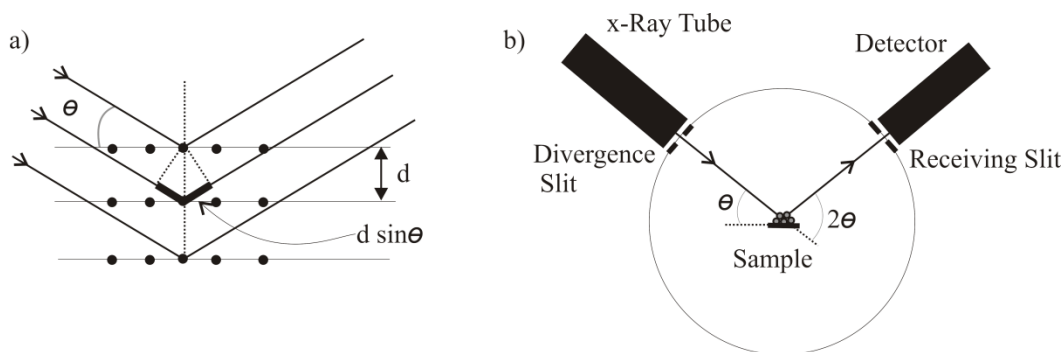 a)
θ
d
d sinθ
b)
x-Ray Tube
Detector
Divergence
Slit
Receiving Slit
θ
2θ
Sample